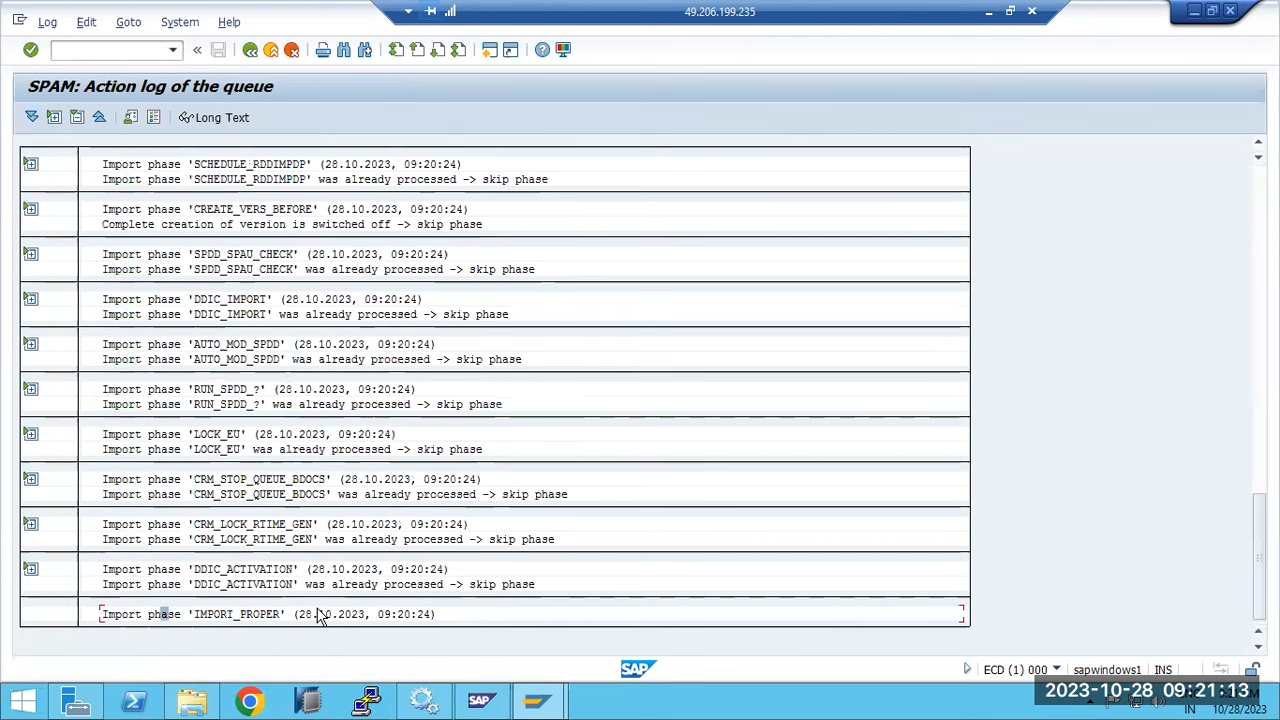 Log Edit Goto System Help
49.206.199.235
SPAM: Action log of the queue
Long Text
Import phase 'SCHEDULE_RDDIMPDP' (28.10.2023, 09:20:24)
Import phase 'SCHEDULE_RDDIMPDP' was already processed -> skip phase
Import phase 'CREATE_VERS_BEFORE' (28.10.2023, 09:20:24)
Complete creation of version is switched off -> skip phase
Import phase 'SPDD_SPAU_CHECK' (28.10.2023, 09:20:24)
Import phase 'SPDD_SPAU_CHECK' was already processed -> skip phase
Import phase 'DDIC_IMPORT' (28.10.2023, 09:20:24)
Import phase 'DDIC_IMPORT' was already processed -> skip phase
Import phase 'AUTO_MOD_SPDD' (28.10.2023, 09:20:24)
Import phase 'AUTO_MOD_SPDD' was already processed -> skip phase
Import phase 'RUN_SPDD_?' (28.10.2023, 09:20:24)
Import phase 'RUN_SPDD_?' was already processed -> skip phase
Import phase 'LOCK_EU' (28.10.2023, 09:20:24)
Import phase 'LOCK_EU' was already processed -> skip phase
Import phase 'CRM_STOP_QUEUE_BDOCS' (28.10.2023, 09:20:24)
Import phase 'CRM_STOP_QUEUE_BDOCS' was already processed -> skip phase
Import phase 'CRM_LOCK_RTIME_GEN' (28.10.2023, 09:20:24)
Import phase 'CRM_LOCK_RTIME_GEN' was already processed -> skip phase
Import phase 'DDIC_ACTIVATION' (28.10.2023, 09:20:24)
Import phase 'DDIC_ACTIVATION' was already processed -> skip phase
Import phase 'IMPORT_PROPER' (28.10.2023, 09:20:24)
SAP
ECD (1) 000 sapwindows1 INS
SAP
2023-10-28 09:21:13
IN 10/28/2023